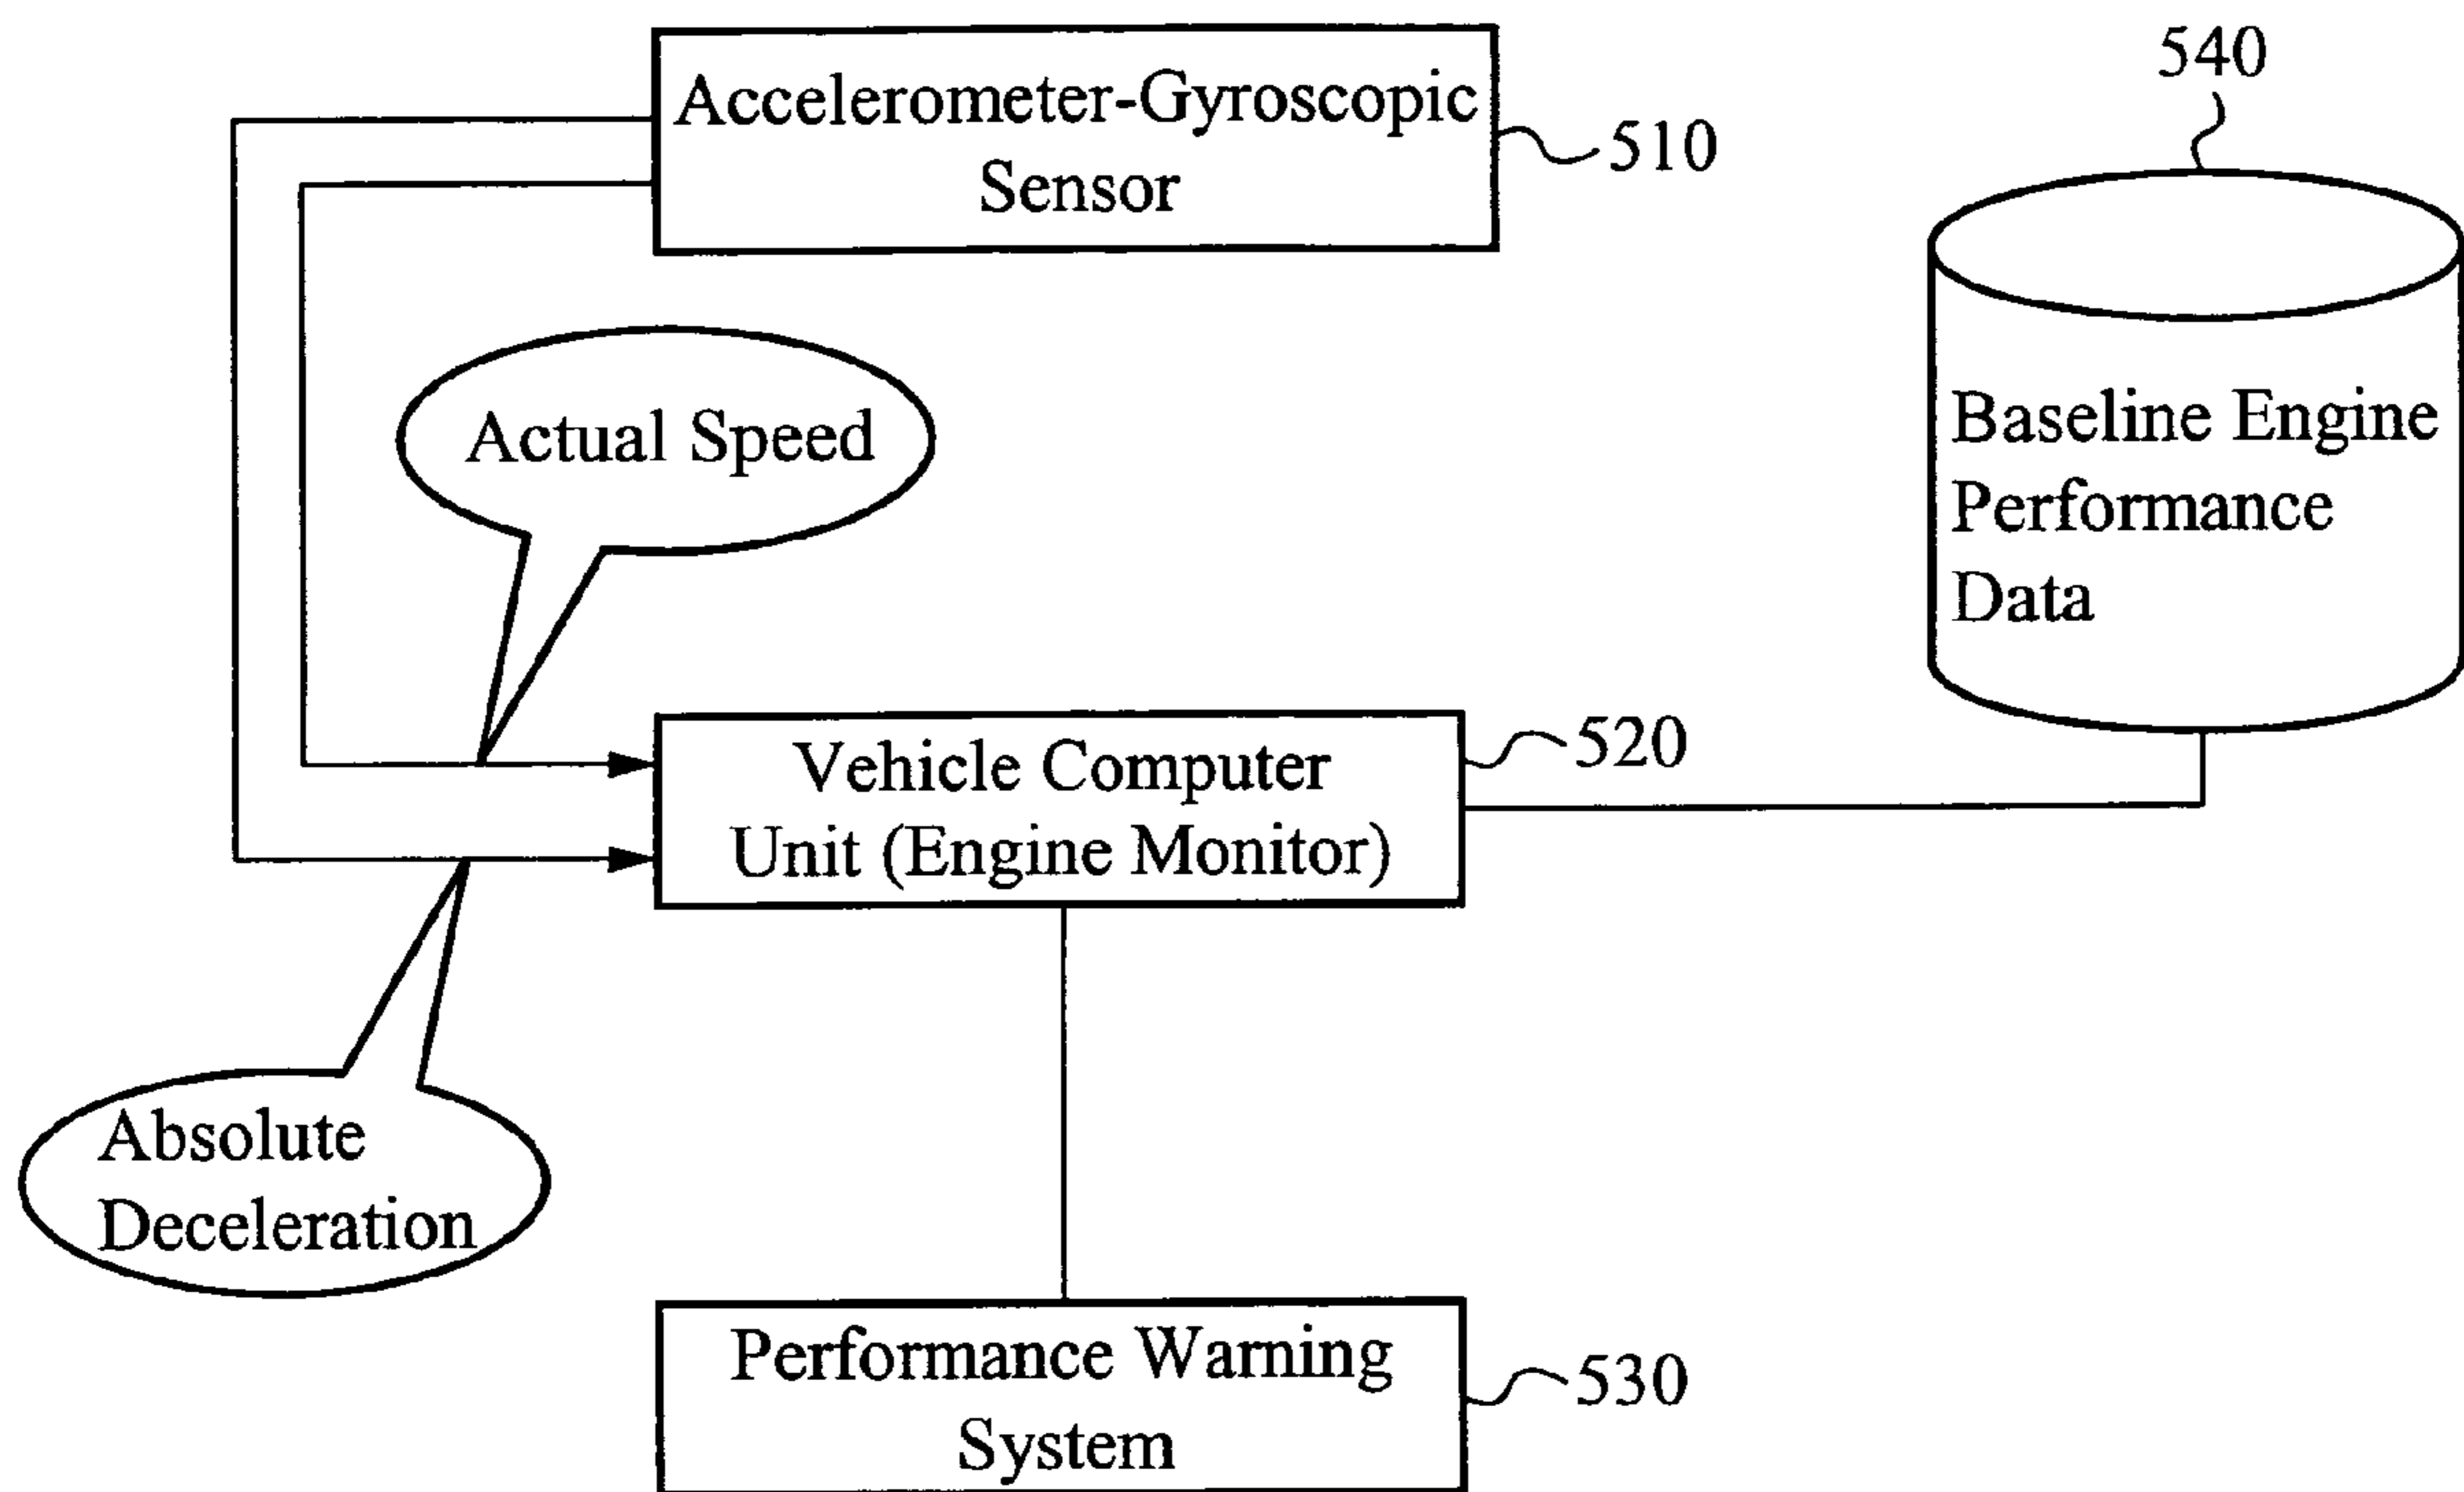 Accelerometer-Gyroscopic
Sensor
510
540
Actual Speed
Baseline Engine
Performance
Data
Vehicle Computer
Unit (Engine Monitor)
520
Absolute
Deceleration
Performance Warning
System
530